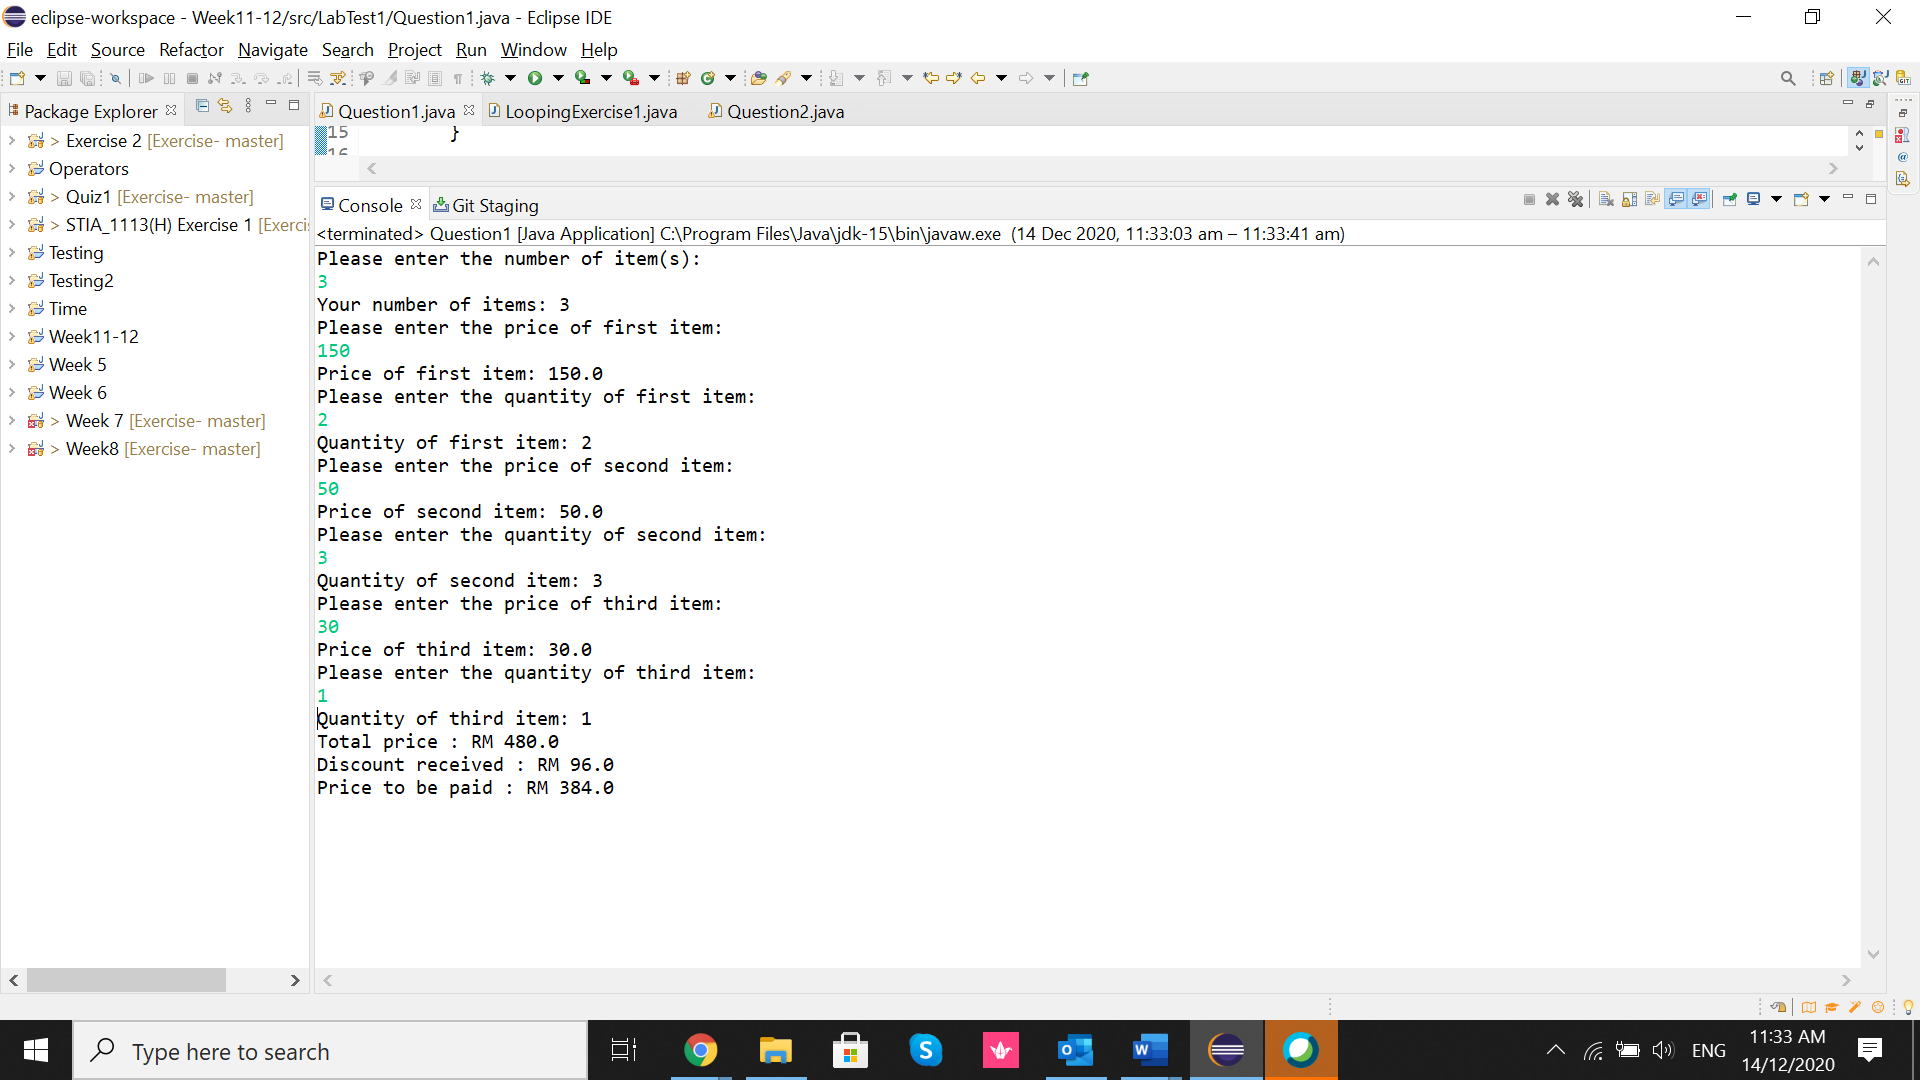 eclipse-workspace - Week11-12/src/LabTest1/Question1.java - Eclipse IDE
File Edit Source Refactor Navigate Search Project Run Window Help
Package Explorer
> Exercise 2 [Exercise- master]
Operators
> Quiz1 [Exercise- master]
> STIA_1113(H) Exercise 1 [Exerci
Testing
Testing2
Time
Week11-12
Week 5
Week 6
> Week 7 [Exercise- master]
> Week8 [Exercise- master]
Question1.java LoopingExercise1.java Question2.java
15 }
16
Console Git Staging
<terminated> Question1 [Java Application] C:\Program Files\Java\jdk-15\bin\javaw.exe (14 Dec 2020, 11:33:03 am – 11:33:41 am)
Please enter the number of item(s):
3
Your number of items: 3
Please enter the price of first item:
150
Price of first item: 150.0
Please enter the quantity of first item:
2
Quantity of first item: 2
Please enter the price of second item:
50
Price of second item: 50.0
Please enter the quantity of second item:
3
Quantity of second item: 3
Please enter the price of third item:
30
Price of third item: 30.0
Please enter the quantity of third item:
1
Quantity of third item: 1
Total price : RM 480.0
Discount received : RM 96.0
Price to be paid : RM 384.0
Type here to search
ENG
11:33 AM
14/12/2020